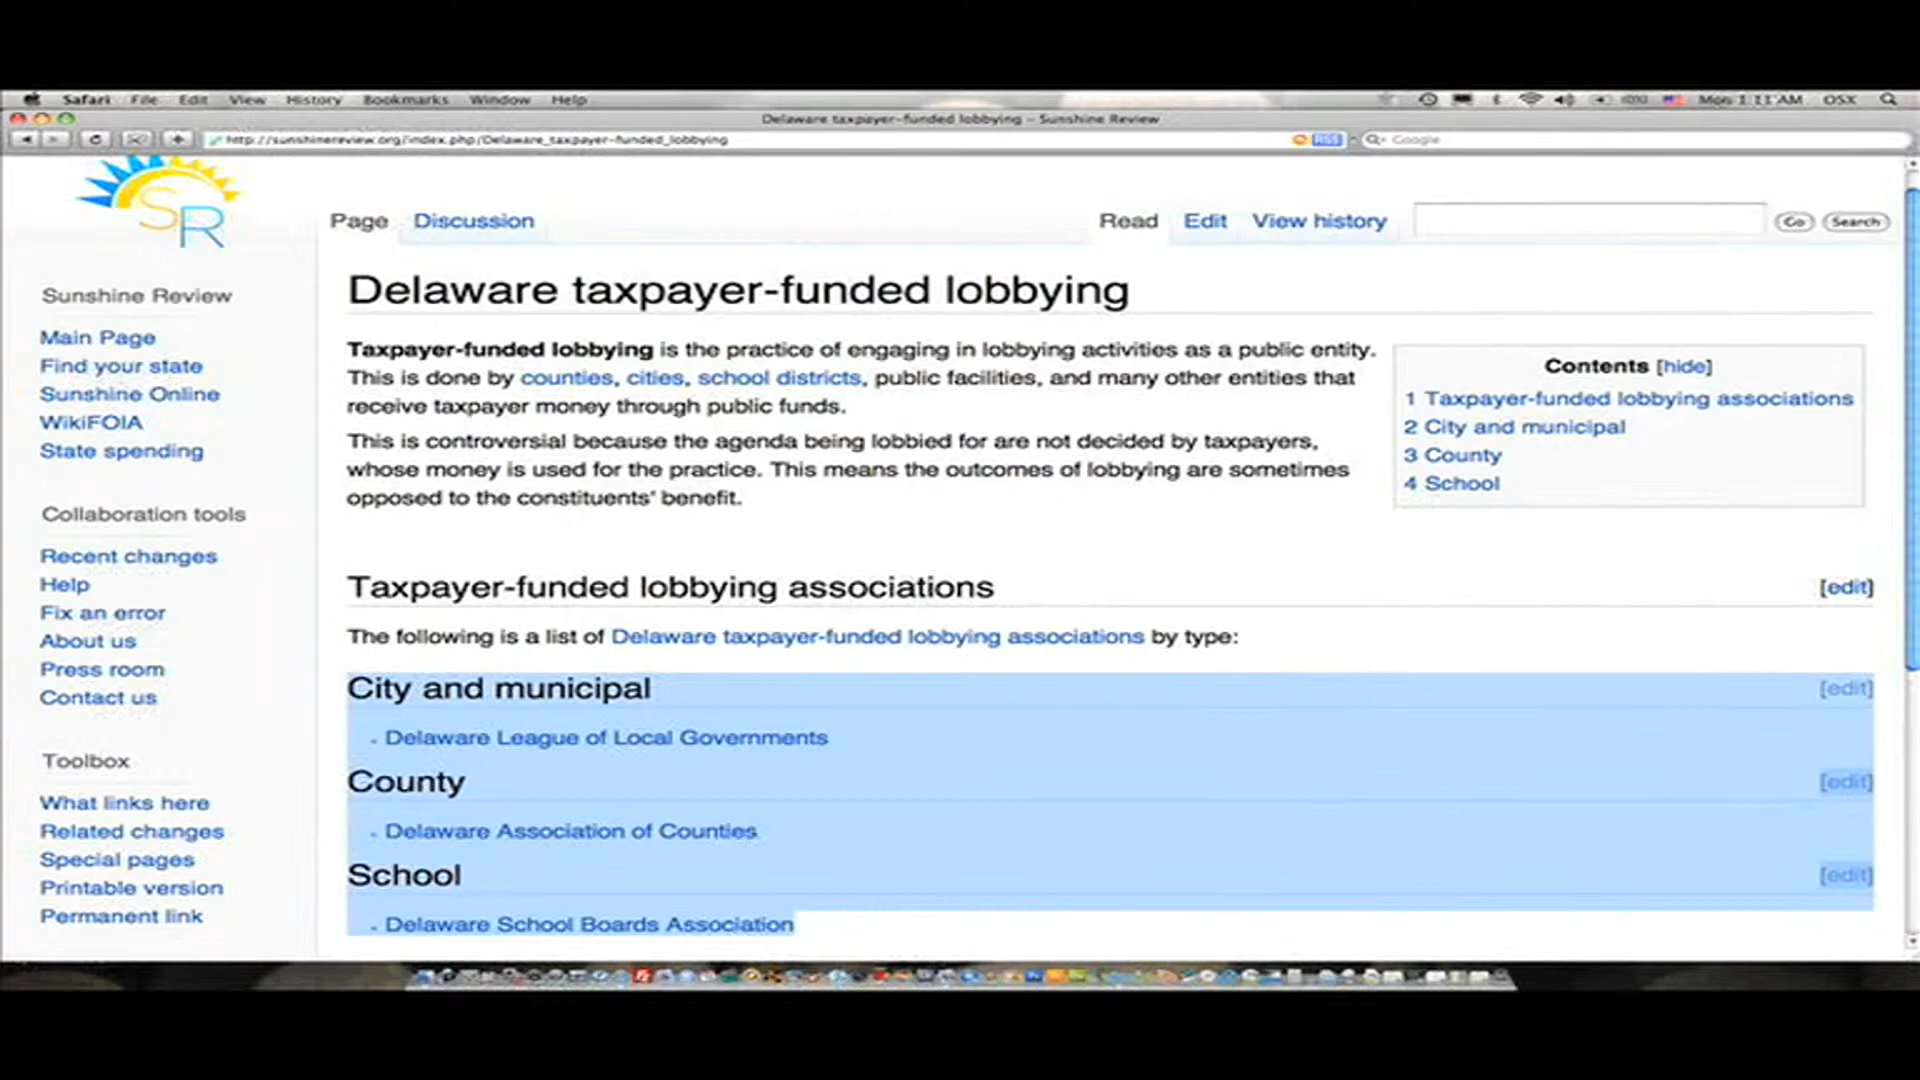 Safari File Edit View History Bookmarks Window Help Mon 1:11 AM OSX
Delaware taxpayer-funded lobbying – Sunshine Review
http://sunshinereview.org/index.php/Delaware_taxpayer-funded_lobbying RSS Google
SR
Page Discussion Read Edit View history Go Search
Delaware taxpayer-funded lobbying
Sunshine Review
Main Page
Find your state
Sunshine Online
WikiFOIA
State spending
Collaboration tools
Recent changes
Help
Fix an error
About us
Press room
Contact us
Toolbox
What links here
Related changes
Special pages
Printable version
Permanent link
Taxpayer-funded lobbying is the practice of engaging in lobbying activities as a public entity.
This is done by counties, cities, school districts, public facilities, and many other entities that
receive taxpayer money through public funds.
This is controversial because the agenda being lobbied for are not decided by taxpayers,
whose money is used for the practice. This means the outcomes of lobbying are sometimes
opposed to the constituents' benefit.
Contents [hide]
1 Taxpayer-funded lobbying associations
2 City and municipal
3 County
4 School
Taxpayer-funded lobbying associations [edit]
The following is a list of Delaware taxpayer-funded lobbying associations by type:
City and municipal [edit]
Delaware League of Local Governments
County [edit]
Delaware Association of Counties
School [edit]
Delaware School Boards Association